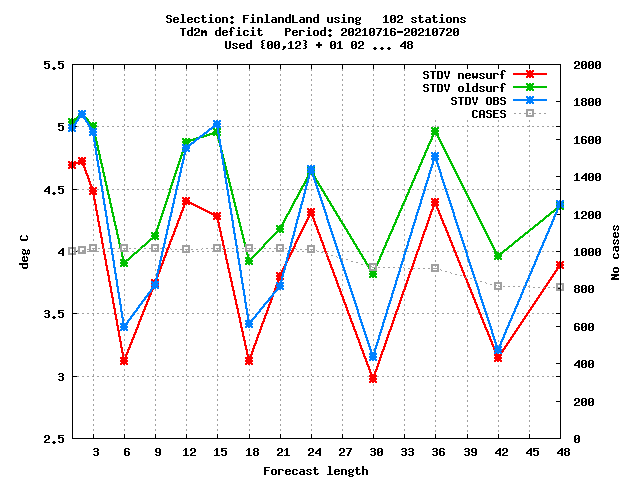 Selection: FinlandLand using   102 stations
Td2m deficit   Period: 20210716-20210720
Used {00,12} + 01 02 ... 48
5.5
5
4.5
4
3.5
3
2.5
deg C
STDV newsurf
STDV oldsurf
STDV OBS
CASES
2000
1800
1600
1400
1200
1000
800
600
400
200
0
No cases
3 6 9 12 15 18 21 24 27 30 33 36 39 42 45 48
Forecast length